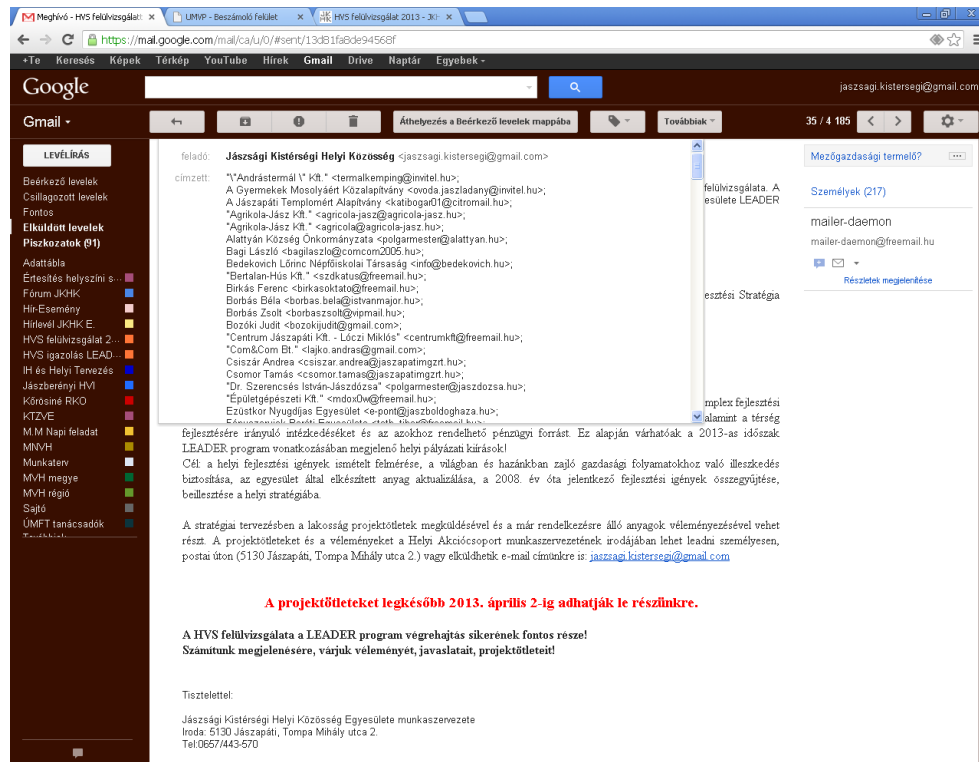 Meghívó - HVS felülvizsgálatt
UMVP - Beszámoló felület
HVS felülvizsgálat 2013 - JKH
https://mail.google.com/mail/ca/u/0/#sent/13d81fa8de94568f
+Te Keresés Képek Térkép YouTube Hírek Gmail Drive Naptár Egyebek
Google
jaszsagi.kistersegi@gmail.com
Gmail
Áthelyezés a Beérkező levelek mappába
Továbbiak
35 / 4 185
LEVÉLÍRÁS
Beérkező levelek
Csillagozott levelek
Fontos
Elküldött levelek
Piszkozatok (91)
Adattábla
Értesítés helyszíni s...
Fórum JKHK
Hír-Esemény
Hírlevél JKHK E.
HVS felülvizsgálat 2...
HVS igazolás LEAD...
IH és Helyi Tervezés
Jászberényi HVI
Kőrösiné RKO
KTZVE
M.M Napi feladat
MNVH
Munkaterv
MVH megye
MVH régió
Sajtó
ÚMFT tanácsadók
Továbbiak
feladó: Jászsági Kistérségi Helyi Közösség <jaszsagi.kistersegi@gmail.com>
címzett: "\"Andrástermál \" Kft." <termalkemping@invitel.hu>;
A Gyermekek Mosolyáért Közalapítvány <ovoda.jaszladany@invitel.hu>;
A Jászapáti Templomért Alapítvány <katibogar01@citromail.hu>;
"Agrikola-Jász Kft." <agricola-jasz@agricola-jasz.hu>;
"Agrikola-Jász Kft." <agricola@agricola-jasz.hu>;
Alattyán Község Önkormányzata <polgarmester@alattyan.hu>;
Bagi László <bagilaszlo@comcom2005.hu>;
Bedekovich Lőrinc Népfőiskolai Társaság <info@bedekovich.hu>;
"Bertalan-Hús Kft." <szdkatus@freemail.hu>;
Birkás Ferenc <birkasoktato@freemail.hu>;
Borbás Béla <borbas.bela@istvanmajor.hu>;
Borbás Zsolt <borbaszsolt@vipmail.hu>;
Bozóki Judit <bozokijudit@gmail.com>;
"Centrum Jászapáti Kft. - Lóczi Miklós" <centrumkft@freemail.hu>;
"Com&Com Bt." <lajko.andras@gmail.com>;
Csiszár Andrea <csiszar.andrea@jaszapatimgzrt.hu>;
Csomor Tamás <csomor.tamas@jaszapatimgzrt.hu>;
"Dr. Szerencsés István-Jászdózsa" <polgarmester@jaszdozsa.hu>;
"Épületgépészeti Kft." <mdox0w@freemail.hu>;
Ezüstkor Nyugdíjas Egyesület <e-pont@jaszboldoghaza.hu>;
felülvizsgálata. A
esülete LEADER
esztési Stratégia
mplex fejlesztési
alamint a térség
fejlesztésére irányuló intézkedéséket és az azokhoz rendelhető pénzügyi forrást. Ez alapján várhatóak a 2013-as időszak
LEADER program vonatkozásában megjelenő helyi pályázati kiírások!
Cél: a helyi fejlesztési igények ismételt felmérése, a világban és hazánkban zajló gazdasági folyamatokhoz való illeszkedés
biztosítása, az egyesület által elkészített anyag aktualizálása, a 2008. év óta jelentkező fejlesztési igények összegyűjtése,
beillesztése a helyi stratégiába.
A stratégiai tervezésben a lakosság projektötletek megküldésével és a már rendelkezésre álló anyagok véleményezésével vehet
részt. A projektötleteket és a véleményeket a Helyi Akciócsoport munkaszervezetének irodájában lehet leadni személyesen,
postai úton (5130 Jászapáti, Tompa Mihály utca 2.) vagy elküldhetik e-mail címünkre is: jaszsagi.kistersegi@gmail.com
A projektötleteket legkésőbb 2013. április 2-ig adhatják le részünkre.
A HVS felülvizsgálata a LEADER program végrehajtás sikerének fontos része!
Számítunk megjelenésére, várjuk véleményét, javaslatait, projektötleteit!
Tisztelettel:
Jászsági Kistérségi Helyi Közösség Egyesülete munkaszervezete
Iroda: 5130 Jászapáti, Tompa Mihály utca 2.
Tel:0657/443-570
Mezőgazdasági termelő?
Személyek (217)
mailer-daemon
mailer-daemon@freemail.hu
Részletek megjelenítése